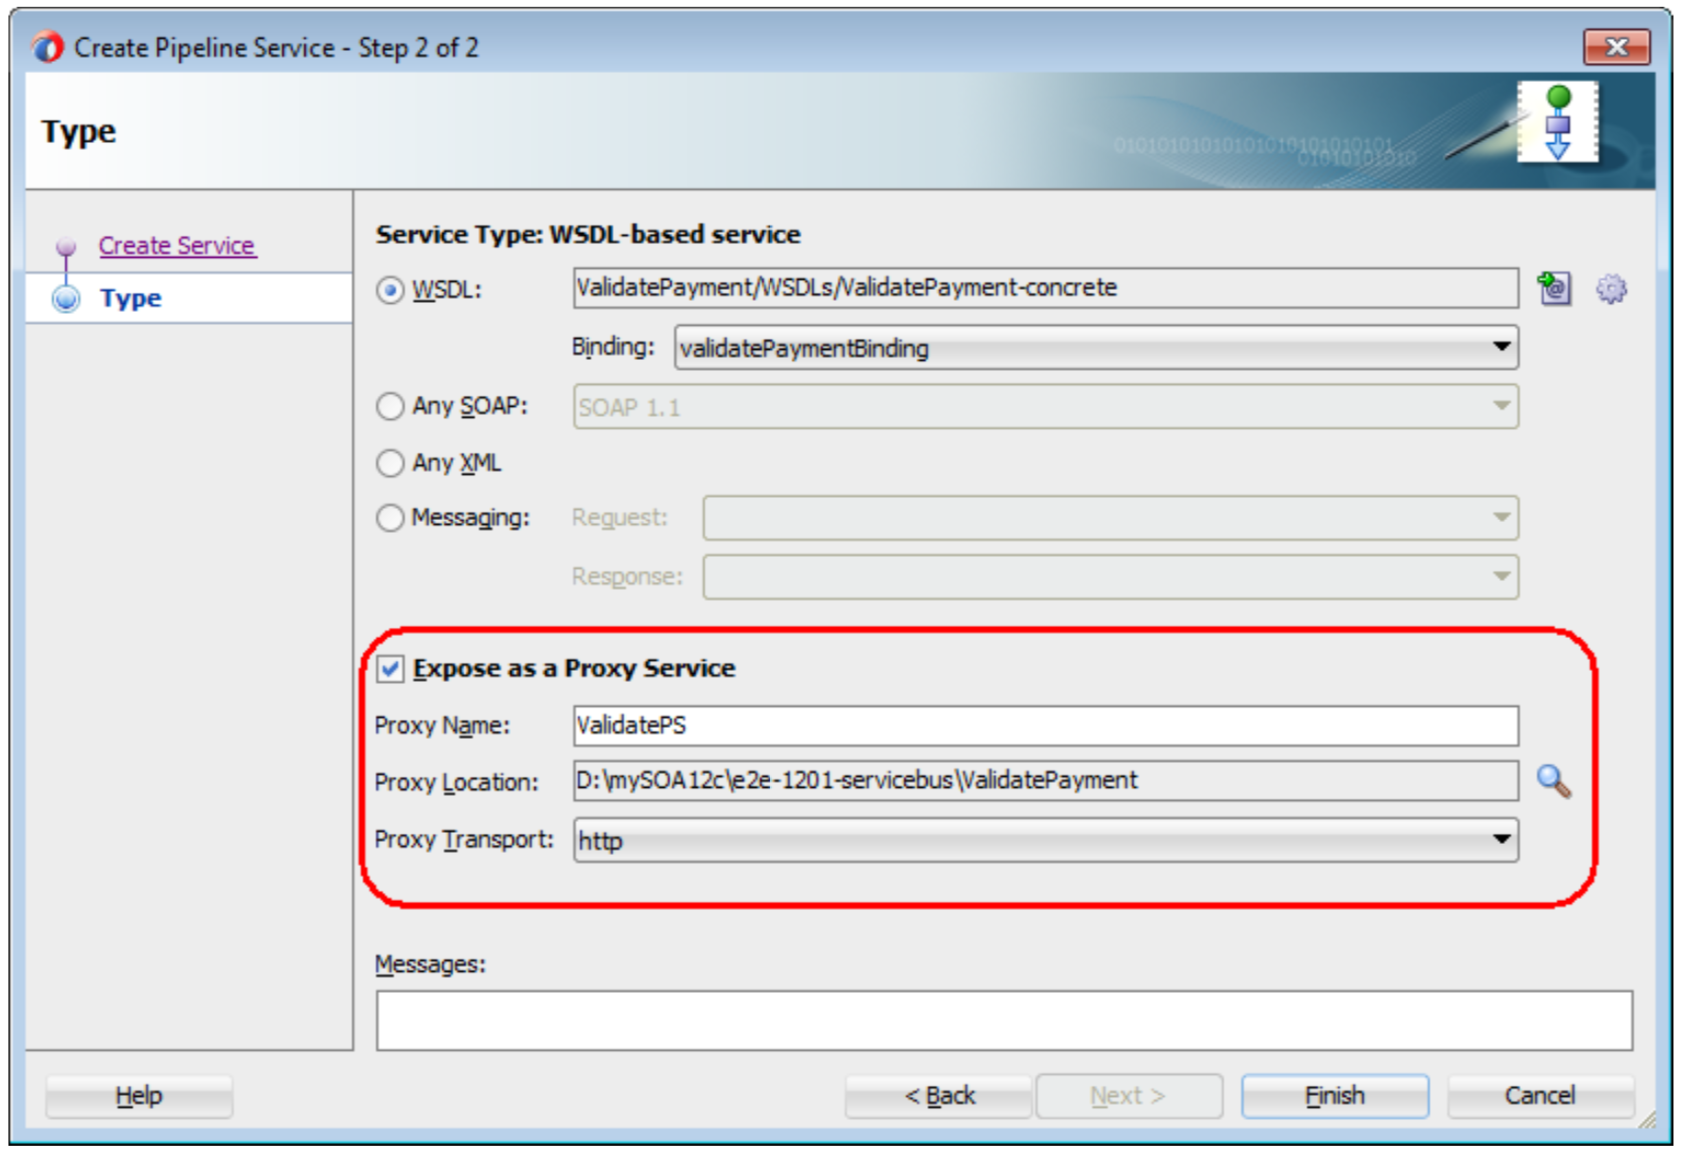 Create Pipeline Service - Step 2 of 2
Type
0101010101010101010101010101
01010101010
Create Service
Type
Service Type: WSDL-based service
WSDL: ValidatePayment/WSDLs/ValidatePayment-concrete
Binding: validatePaymentBinding
Any SOAP: SOAP 1.1
Any XML
Messaging: Request:
Response:
Expose as a Proxy Service
Proxy Name: ValidatePS
Proxy Location: D:\mySOA12c\e2e-1201-servicebus\ValidatePayment
Proxy Transport: http
Messages:
Help < Back Next > Finish Cancel